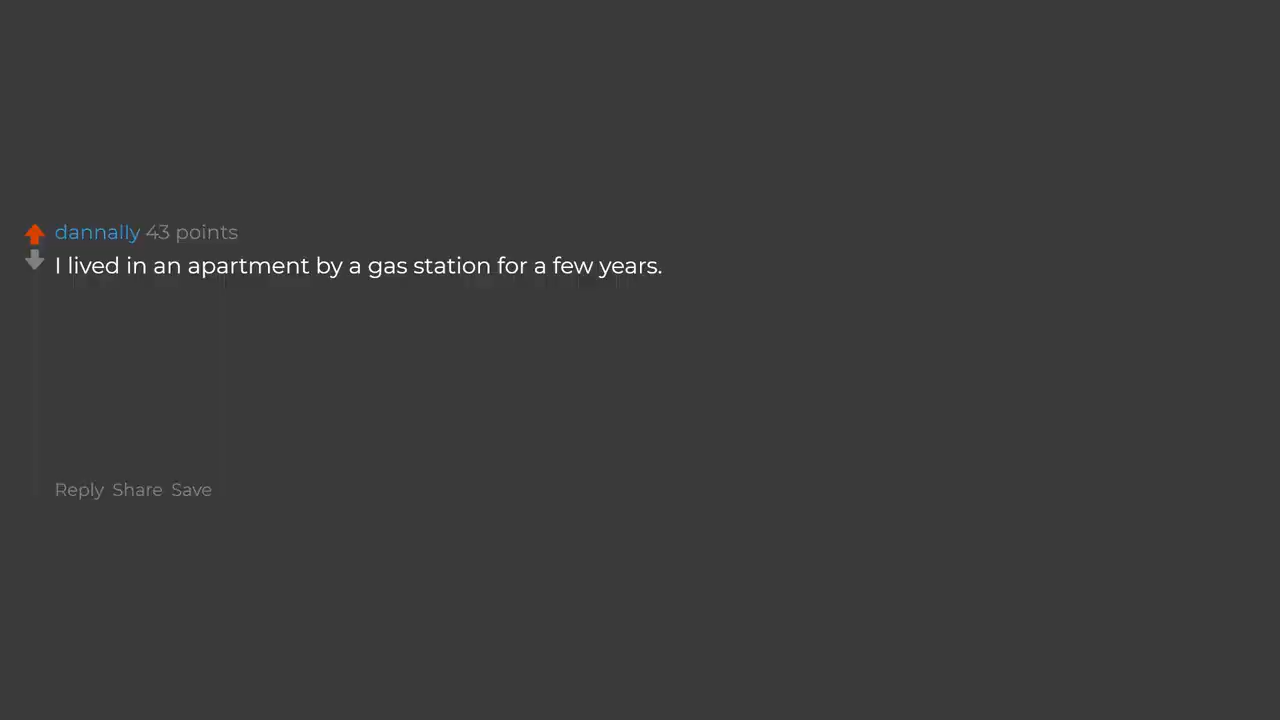 dannally 43 points
I lived in an apartment by a gas station for a few years.
Reply Share Save